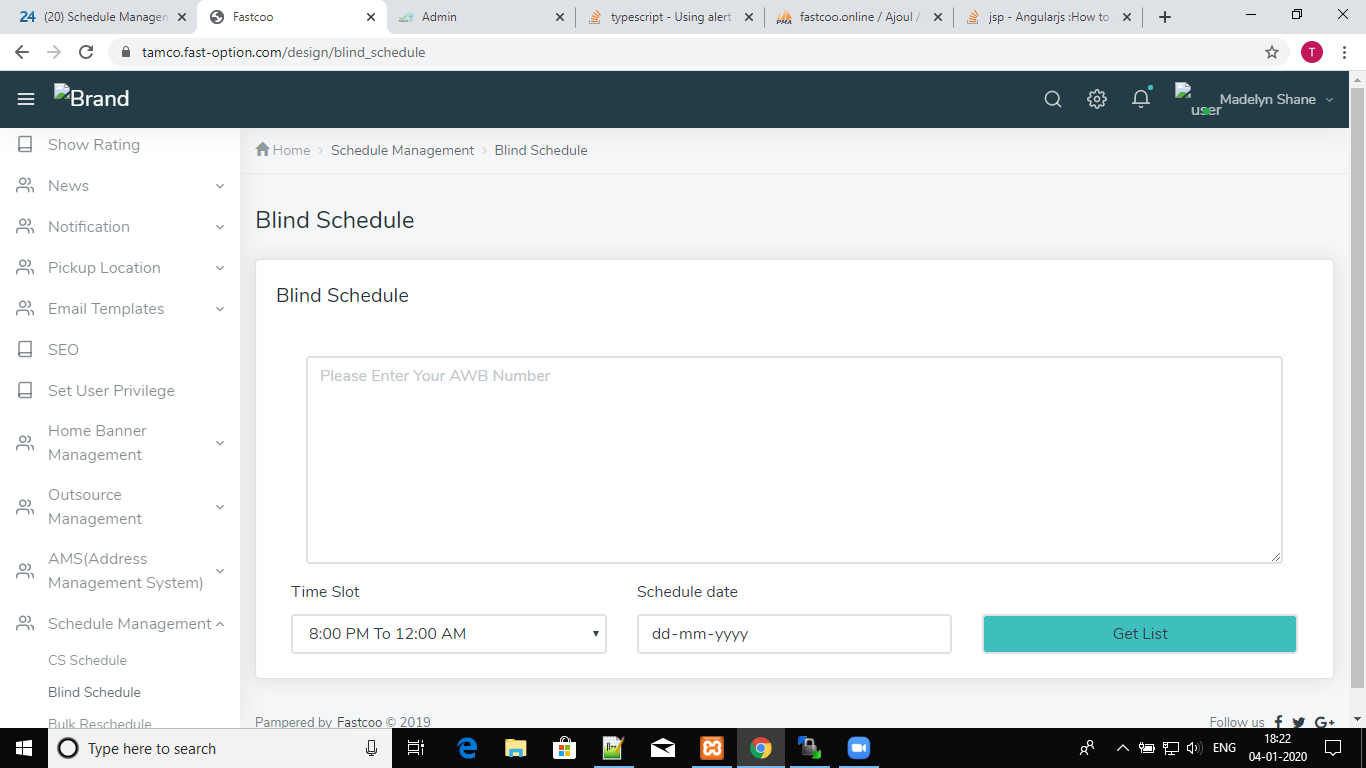 24 (20) Schedule Managem
Fastcoo
Admin
typescript - Using alert
fastcoo.online / Ajoul /
jsp - Angularjs :How to
tamco.fast-option.com/design/blind_schedule
T
Brand
user
Madelyn Shane
Show Rating
News
Notification
Pickup Location
Email Templates
SEO
Set User Privilege
Home Banner
Management
Outsource
Management
AMS(Address
Management System)
Schedule Management
CS Schedule
Blind Schedule
Bulk Reschedule
Home
Schedule Management
Blind Schedule
Blind Schedule
Blind Schedule
Please Enter Your AWB Number
Time Slot
Schedule date
8:00 PM To 12:00 AM
dd-mm-yyyy
Get List
Pampered by Fastcoo © 2019
Follow us
Type here to search
ENG
18:22
04-01-2020